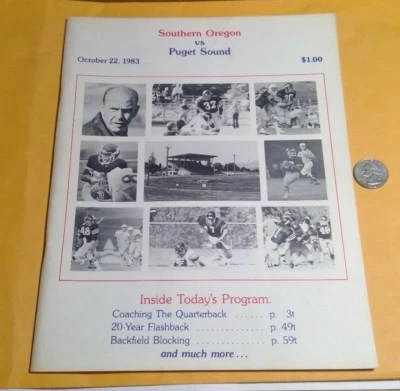 Southern Oregon
vs
Puget Sound
October 22, 1983
$1.00
Inside Today's Program:
Coaching The Quarterback ...... p. 3t
20-Year Flashback .............. p. 49t
Backfield Blocking .............. p. 59t
and much more...